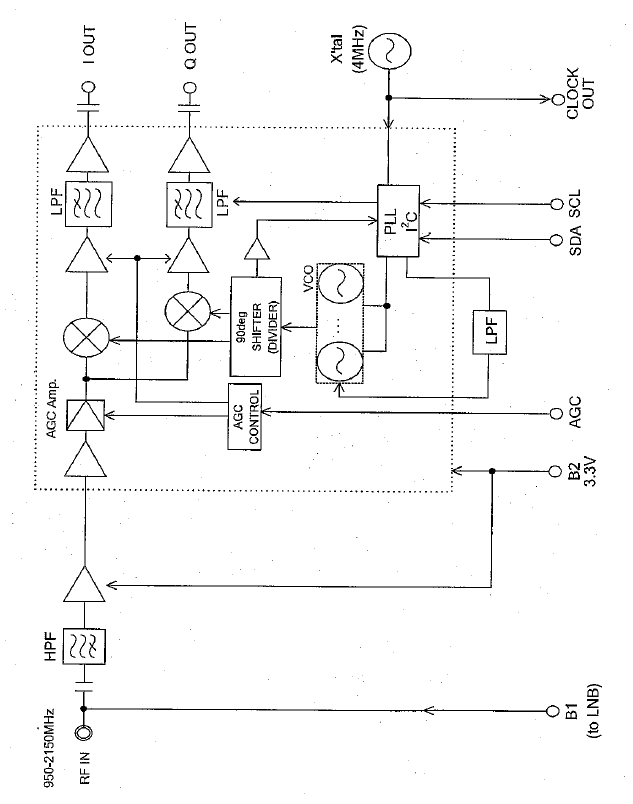 950-2150MHz
RF IN
HPF
AGC Amp.
LPF
I OUT
LPF
Q OUT
90deg
SHIFTER
(DIVIDER)
VCO
AGC
CONTROL
PLL
I²C
X'tal
(4MHz)
LPF
B1
(to LNB)
B2
3.3V
AGC
SDA
SCL
CLOCK
OUT